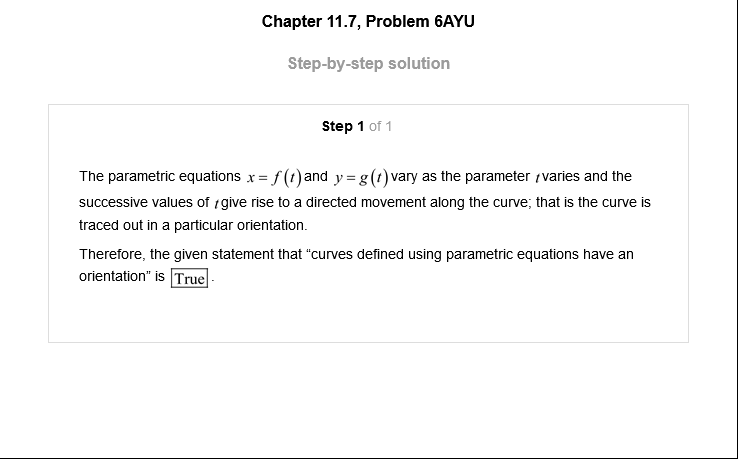 Chapter 11.7, Problem 6AYU
Step-by-step solution
Step 1 of 1
The parametric equations x = f(t) and y = g(t) vary as the parameter t varies and the
successive values of t give rise to a directed movement along the curve; that is the curve is
traced out in a particular orientation.
Therefore, the given statement that “curves defined using parametric equations have an
orientation” is True.